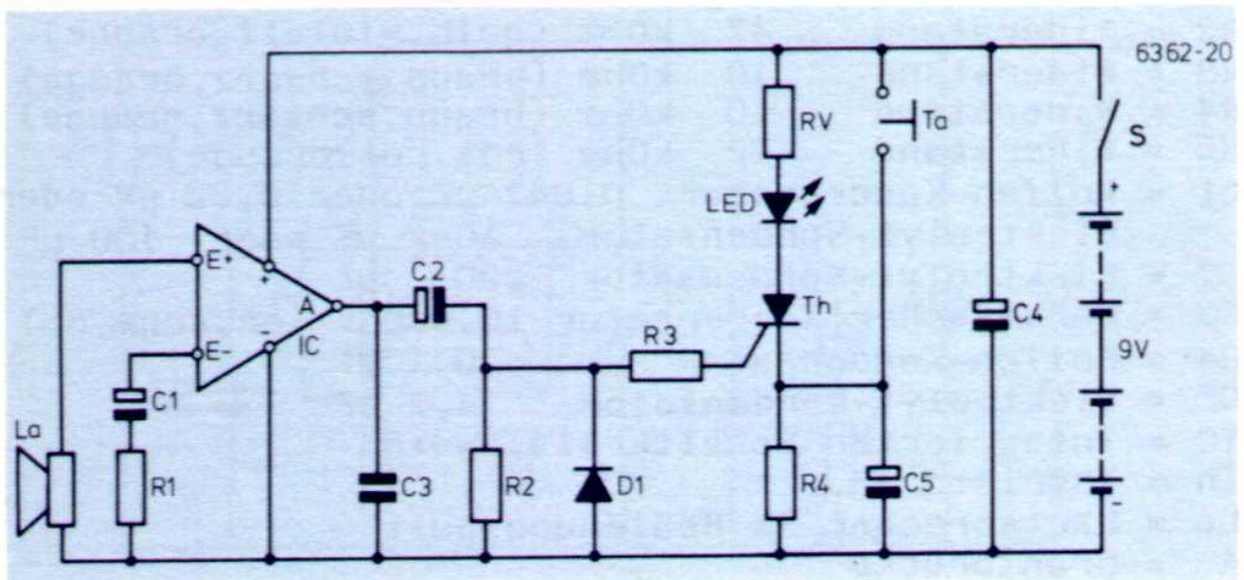 6362-20
RV
Ta
S
+
LED
E+
+
C2
A
Th
C4
-
IC
R3
E-
9V
C1
La
R1
C3
R2
D1
R4
C5
-